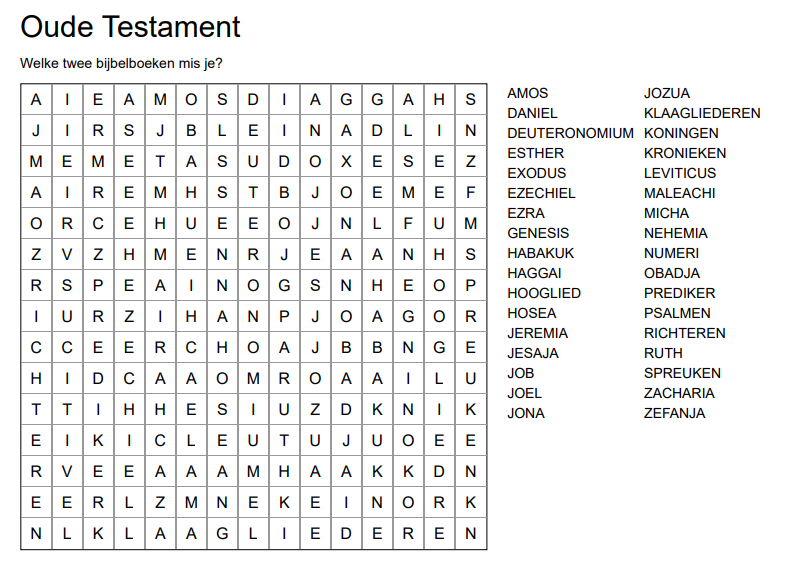 Oude Testament
Welke twee bijbelboeken mis je?
A I E A M O S D I A G G A H S
J I R S J B L E I N A D L I N
M E M E T A S U D O X E S E Z
A I R E M H S T B J O E M E F
O R C E H U E E O J N L F U M
Z V Z H M E N R J E A A N H S
R S P E A I N O G S N H E O P
I U R Z I H A N P J O A G O R
C C E E R C H O A J B B N G E
H I D C A A O M R O A A I L U
T T I H H E S I U Z D K N I K
E I K I C L E U T U J U O E E
R V E E A A A M H A A K K D N
E E R L Z M N E K E I N O R K
N L K L A A G L I E D E R E N
AMOS
DANIEL
DEUTERONOMIUM
ESTHER
EXODUS
EZECHIEL
EZRA
GENESIS
HABAKUK
HAGGAI
HOOGLIED
HOSEA
JEREMIA
JESAJA
JOB
JOEL
JONA
JOZUA
KLAAGLIEDEREN
KONINGEN
KRONIEKEN
LEVITICUS
MALEACHI
MICHA
NEHEMIA
NUMERI
OBADJA
PREDIKER
PSALMEN
RICHTEREN
RUTH
SPREUKEN
ZACHARIA
ZEFANJA